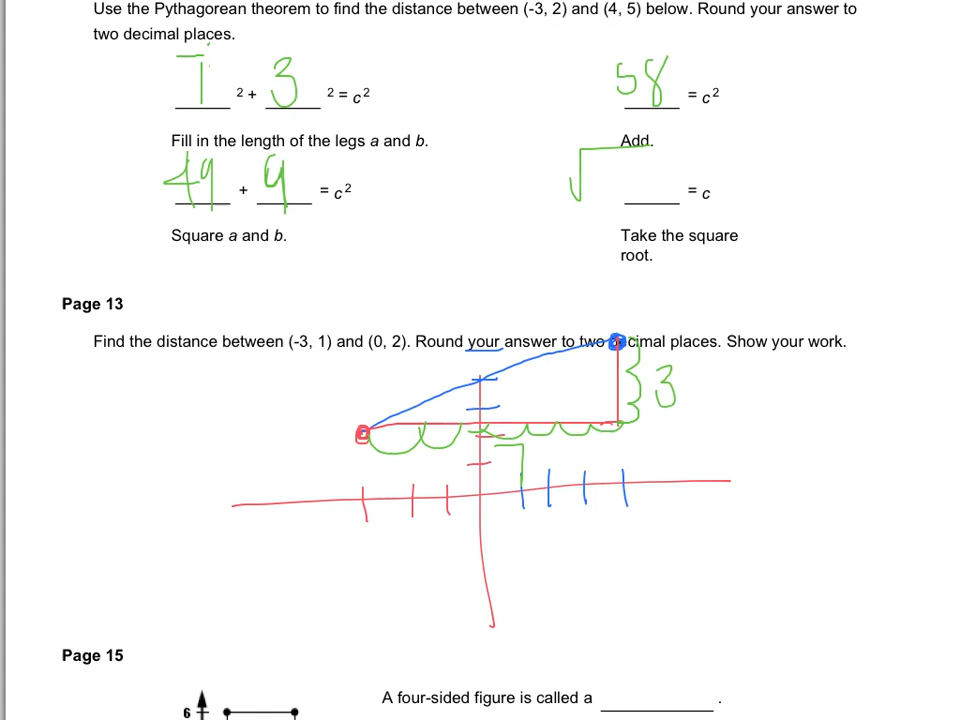 Use the Pythagorean theorem to find the distance between (-3, 2) and (4, 5) below. Round your answer to
two decimal places.
7 ² + 3 ² = c²
58 = c²
Fill in the length of the legs a and b.
Add.
49 + 9 = c²
√ ____ = c
Square a and b.
Take the square
root.
Page 13
Find the distance between (-3, 1) and (0, 2). Round your answer to two decimal places. Show your work.
3
7
Page 15
A four-sided figure is called a ____________ .
6